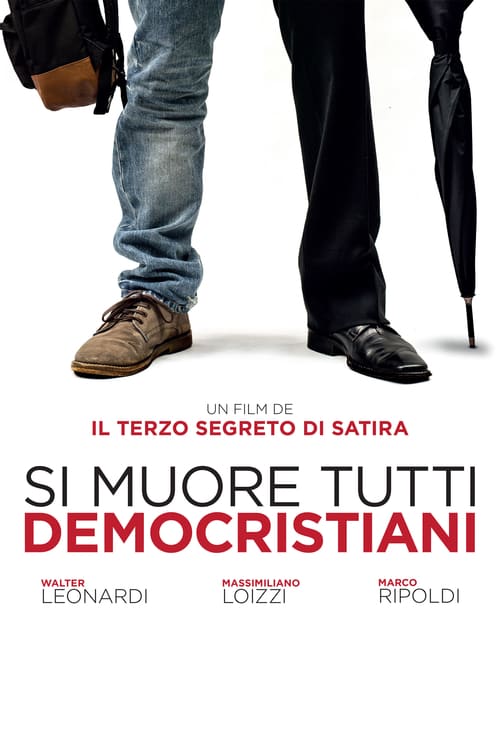 UN FILM DE
IL TERZO SEGRETO DI SATIRA
SI MUORE TUTTI
DEMOCRISTIANI
WALTER
LEONARDI
MASSIMILIANO
LOIZZI
MARCO
RIPOLDI